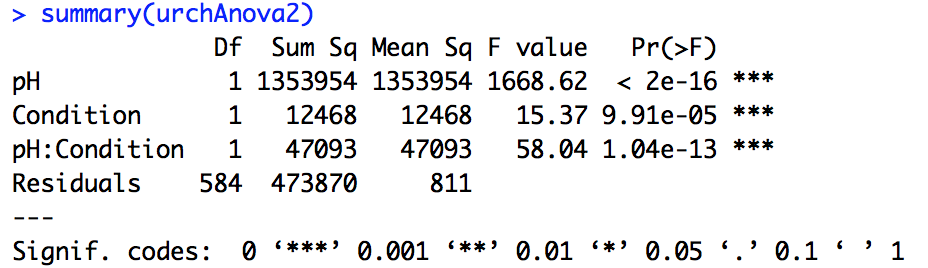 > summary(urchAnova2)
Df Sum Sq Mean Sq F value Pr(>F)
pH 1 1353954 1353954 1668.62 < 2e-16 ***
Condition 1 12468 12468 15.37 9.91e-05 ***
pH:Condition 1 47093 47093 58.04 1.04e-13 ***
Residuals 584 473870 811
---
Signif. codes: 0 ‘***’ 0.001 ‘**’ 0.01 ‘*’ 0.05 ‘.’ 0.1 ‘ ’ 1